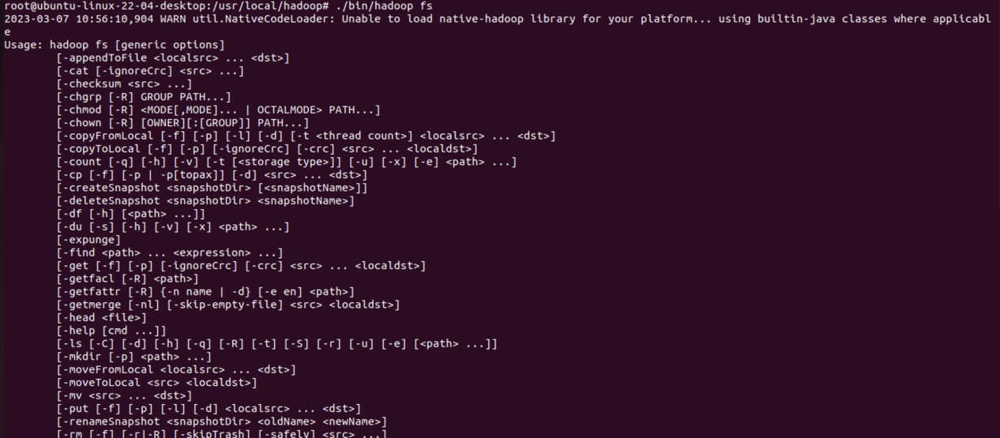 root@ubuntu-linux-22-04-desktop:/usr/local/hadoop# ./bin/hadoop fs
2023-03-07 10:56:10,904 WARN util.NativeCodeLoader: Unable to load native-hadoop library for your platform... using builtin-java classes where applicabl
e
Usage: hadoop fs [generic options]
        [-appendToFile <localsrc> ... <dst>]
        [-cat [-ignoreCrc] <src> ...]
        [-checksum <src> ...]
        [-chgrp [-R] GROUP PATH...]
        [-chmod [-R] <MODE[,MODE]... | OCTALMODE> PATH...]
        [-chown [-R] [OWNER][:[GROUP]] PATH...]
        [-copyFromLocal [-f] [-p] [-l] [-d] [-t <thread count>] <localsrc> ... <dst>]
        [-copyToLocal [-f] [-p] [-ignoreCrc] [-crc] <src> ... <localdst>]
        [-count [-q] [-h] [-v] [-t [<storage type>]] [-u] [-x] [-e] <path> ...]
        [-cp [-f] [-p | -p[topax]] [-d] <src> ... <dst>]
        [-createSnapshot <snapshotDir> [<snapshotName>]]
        [-deleteSnapshot <snapshotDir> <snapshotName>]
        [-df [-h] [<path> ...]]
        [-du [-s] [-h] [-v] [-x] <path> ...]
        [-expunge]
        [-find <path> ... <expression> ...]
        [-get [-f] [-p] [-ignoreCrc] [-crc] <src> ... <localdst>]
        [-getfacl [-R] <path>]
        [-getfattr [-R] {-n name | -d} [-e en] <path>]
        [-getmerge [-nl] [-skip-empty-file] <src> <localdst>]
        [-head <file>]
        [-help [cmd ...]]
        [-ls [-C] [-d] [-h] [-q] [-R] [-t] [-S] [-r] [-u] [-e] [<path> ...]]
        [-mkdir [-p] <path> ...]
        [-moveFromLocal <localsrc> ... <dst>]
        [-moveToLocal <src> <localdst>]
        [-mv <src> ... <dst>]
        [-put [-f] [-p] [-l] [-d] <localsrc> ... <dst>]
        [-renameSnapshot <snapshotDir> <oldName> <newName>]
        [-rm [-f] [-r|-R] [-skipTrash] [-safely] <src> ...]